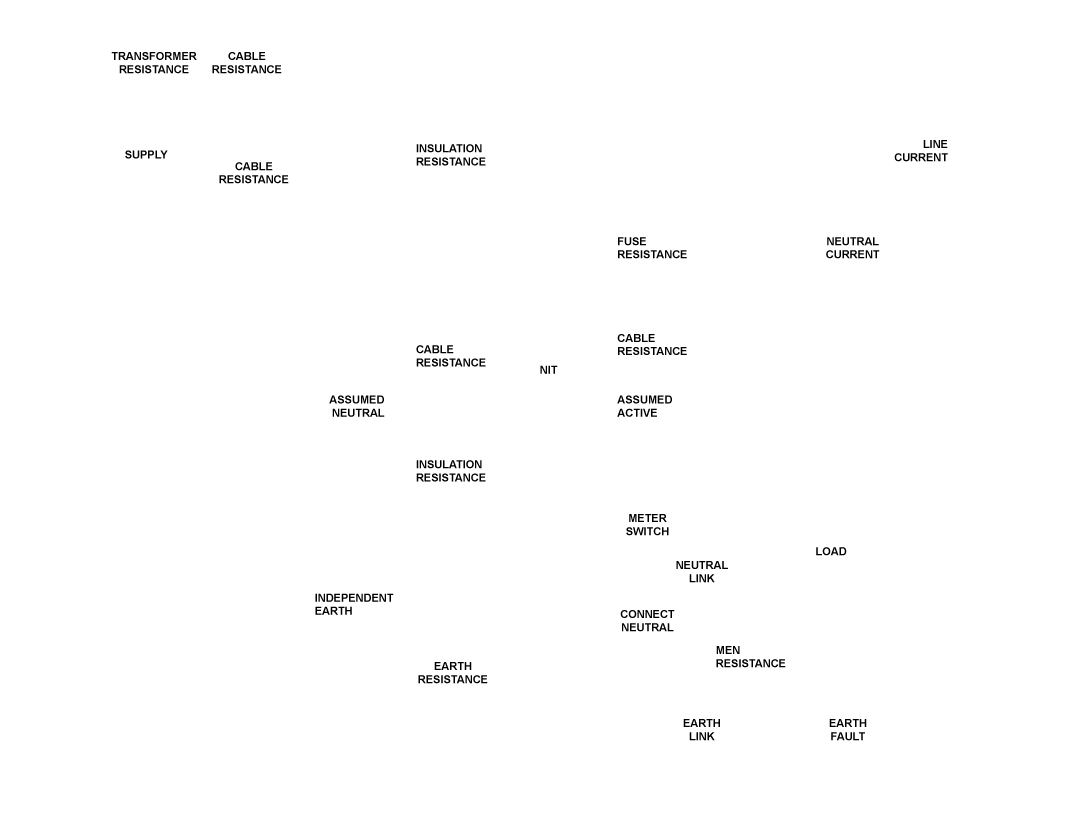 TRANSFORMER
RESISTANCE
CABLE
RESISTANCE
SUPPLY
CABLE
RESISTANCE
INSULATION
RESISTANCE
LINE
CURRENT
FUSE
RESISTANCE
NEUTRAL
CURRENT
CABLE
RESISTANCE
CABLE
RESISTANCE
NIT
ASSUMED
NEUTRAL
ASSUMED
ACTIVE
INSULATION
RESISTANCE
METER
SWITCH
LOAD
NEUTRAL
LINK
INDEPENDENT
EARTH
CONNECT
NEUTRAL
MEN
RESISTANCE
EARTH
RESISTANCE
EARTH
LINK
EARTH
FAULT